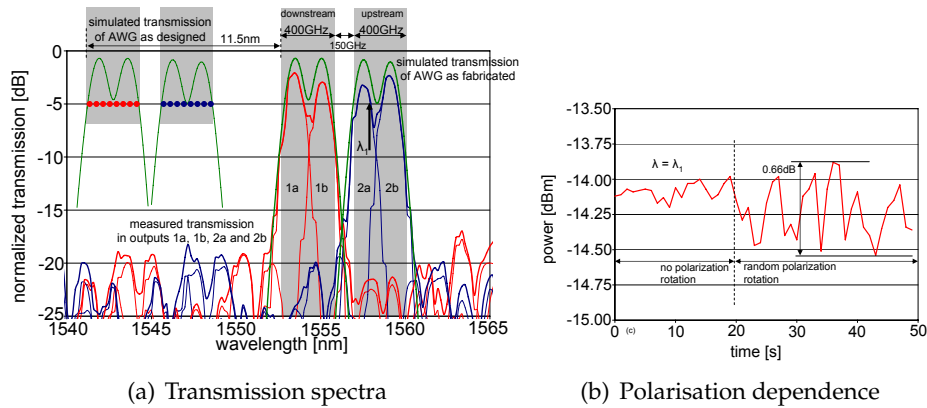 simulated transmission
of AWG as designed
11.5nm
downstream
400GHz
upstream
400GHz
150GHz
simulated transmission
of AWG as fabricated
λ1
1a
1b
2a
2b
measured transmission
in outputs 1a, 1b, 2a and 2b
normalized transmission [dB]
0
-5
-10
-15
-20
-25
1540
1545
1550
1555
1560
1565
wavelength [nm]
(a) Transmission spectra
power [dBm]
-13.50
-13.75
-14.00
-14.25
-14.50
-14.75
-15.00
λ = λ1
0.66dB
no polarization
rotation
random polarization
rotation
(c)
0
10
20
30
40
50
time [s]
(b) Polarisation dependence